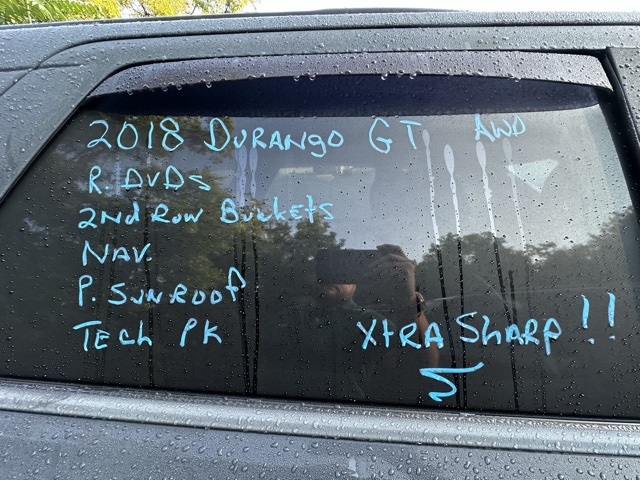 2018 DURANGO GT AWD
R. DVDs
2nd Row Buckets
NAV.
P. SUNROOF
TECH PK
XTRA SHARP!!